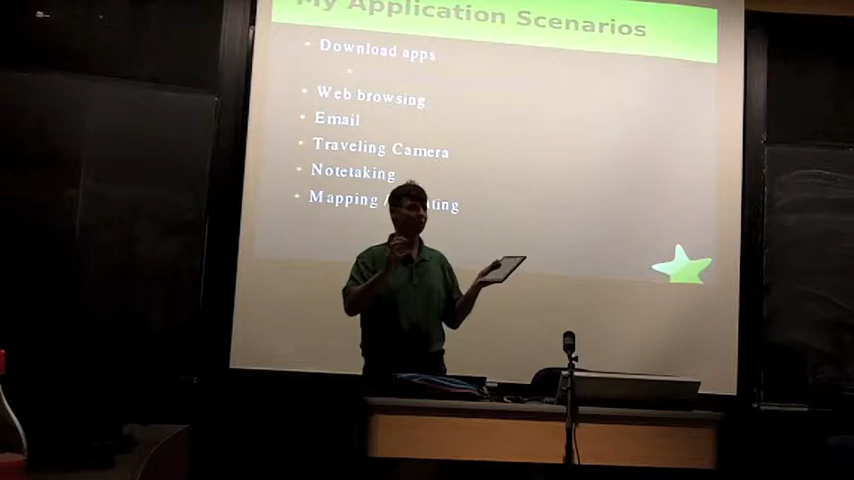 My Application Scenarios
Download apps
Web browsing
Email
Traveling Camera
Notetaking
Mapping